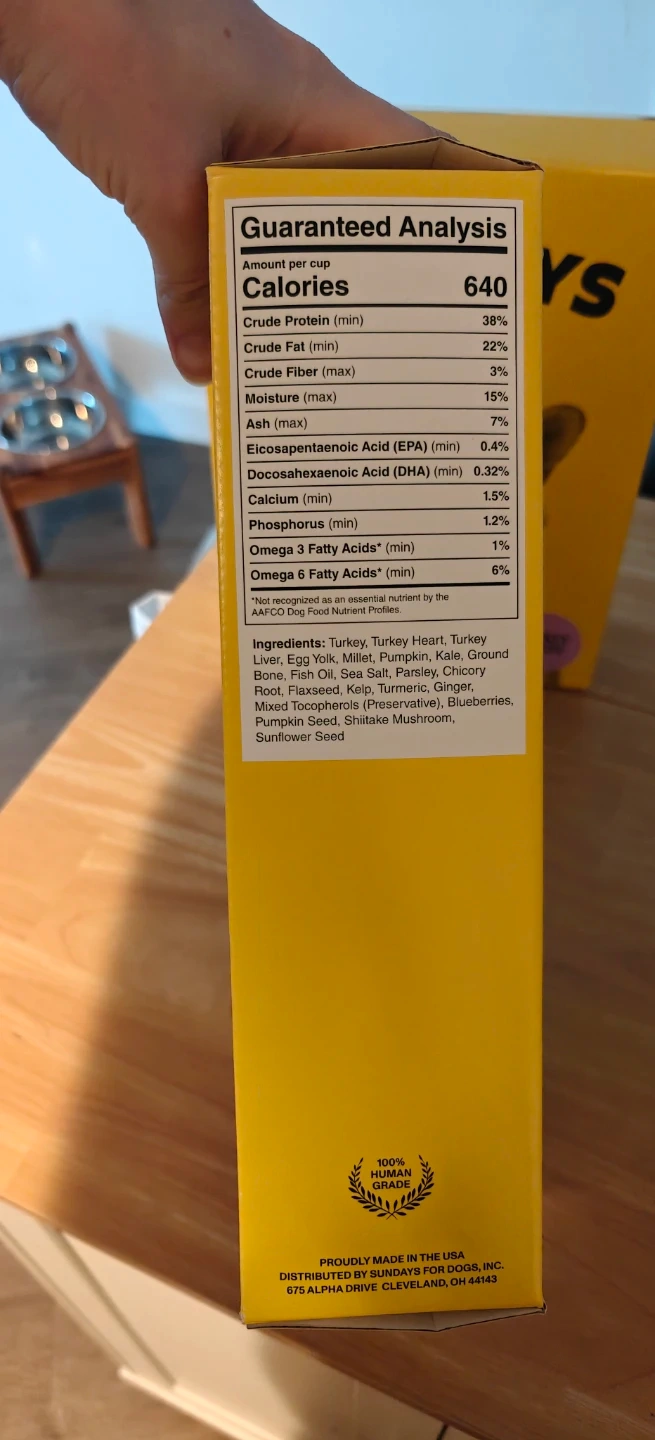 Guaranteed Analysis
Amount per cup
Calories 640
Crude Protein (min) 38%
Crude Fat (min) 22%
Crude Fiber (max) 3%
Moisture (max) 15%
Ash (max) 7%
Eicosapentaenoic Acid (EPA) (min) 0.4%
Docosahexaenoic Acid (DHA) (min) 0.32%
Calcium (min) 1.5%
Phosphorus (min) 1.2%
Omega 3 Fatty Acids* (min) 1%
Omega 6 Fatty Acids* (min) 6%
*Not recognized as an essential nutrient by the
AAFCO Dog Food Nutrient Profiles.
Ingredients: Turkey, Turkey Heart, Turkey
Liver, Egg Yolk, Millet, Pumpkin, Kale, Ground
Bone, Fish Oil, Sea Salt, Parsley, Chicory
Root, Flaxseed, Kelp, Turmeric, Ginger,
Mixed Tocopherols (Preservative), Blueberries,
Pumpkin Seed, Shiitake Mushroom,
Sunflower Seed
YS
100%
HUMAN
GRADE
PROUDLY MADE IN THE USA
DISTRIBUTED BY SUNDAYS FOR DOGS, INC.
675 ALPHA DRIVE CLEVELAND, OH 44143